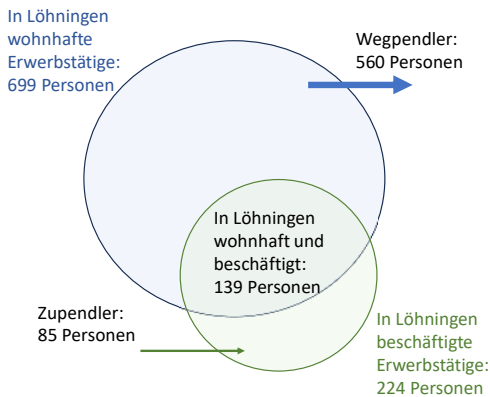 In Löhningen
wohnhafte
Erwerbstätige:
699 Personen
Wegpendler:
560 Personen
In Löhningen
wohnhaft und
beschäftigt:
139 Personen
Zupendler:
85 Personen
In Löhningen
beschäftigte
Erwerbstätige:
224 Personen